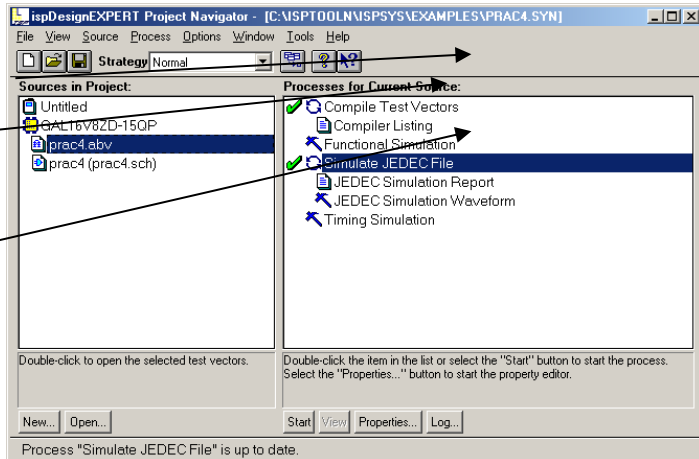 ispDesignEXPERT Project Navigator - [C:\ISPTOOLN\ISPSYS\EXAMPLES\PRAC4.SYN]
File View Source Process Options Window Tools Help
Strategy Normal
Sources in Project:
Untitled
GAL16V8ZD-15QP
prac4.abv
prac4 (prac4.sch)
Double-click to open the selected test vectors.
New... Open...
Processes for Current Source:
Compile Test Vectors
Compiler Listing
Functional Simulation
Simulate JEDEC File
JEDEC Simulation Report
JEDEC Simulation Waveform
Timing Simulation
Double-click the item in the list or select the "Start" button to start the process.
Select the "Properties..." button to start the property editor.
Start View Properties... Log...
Process "Simulate JEDEC File" is up to date.